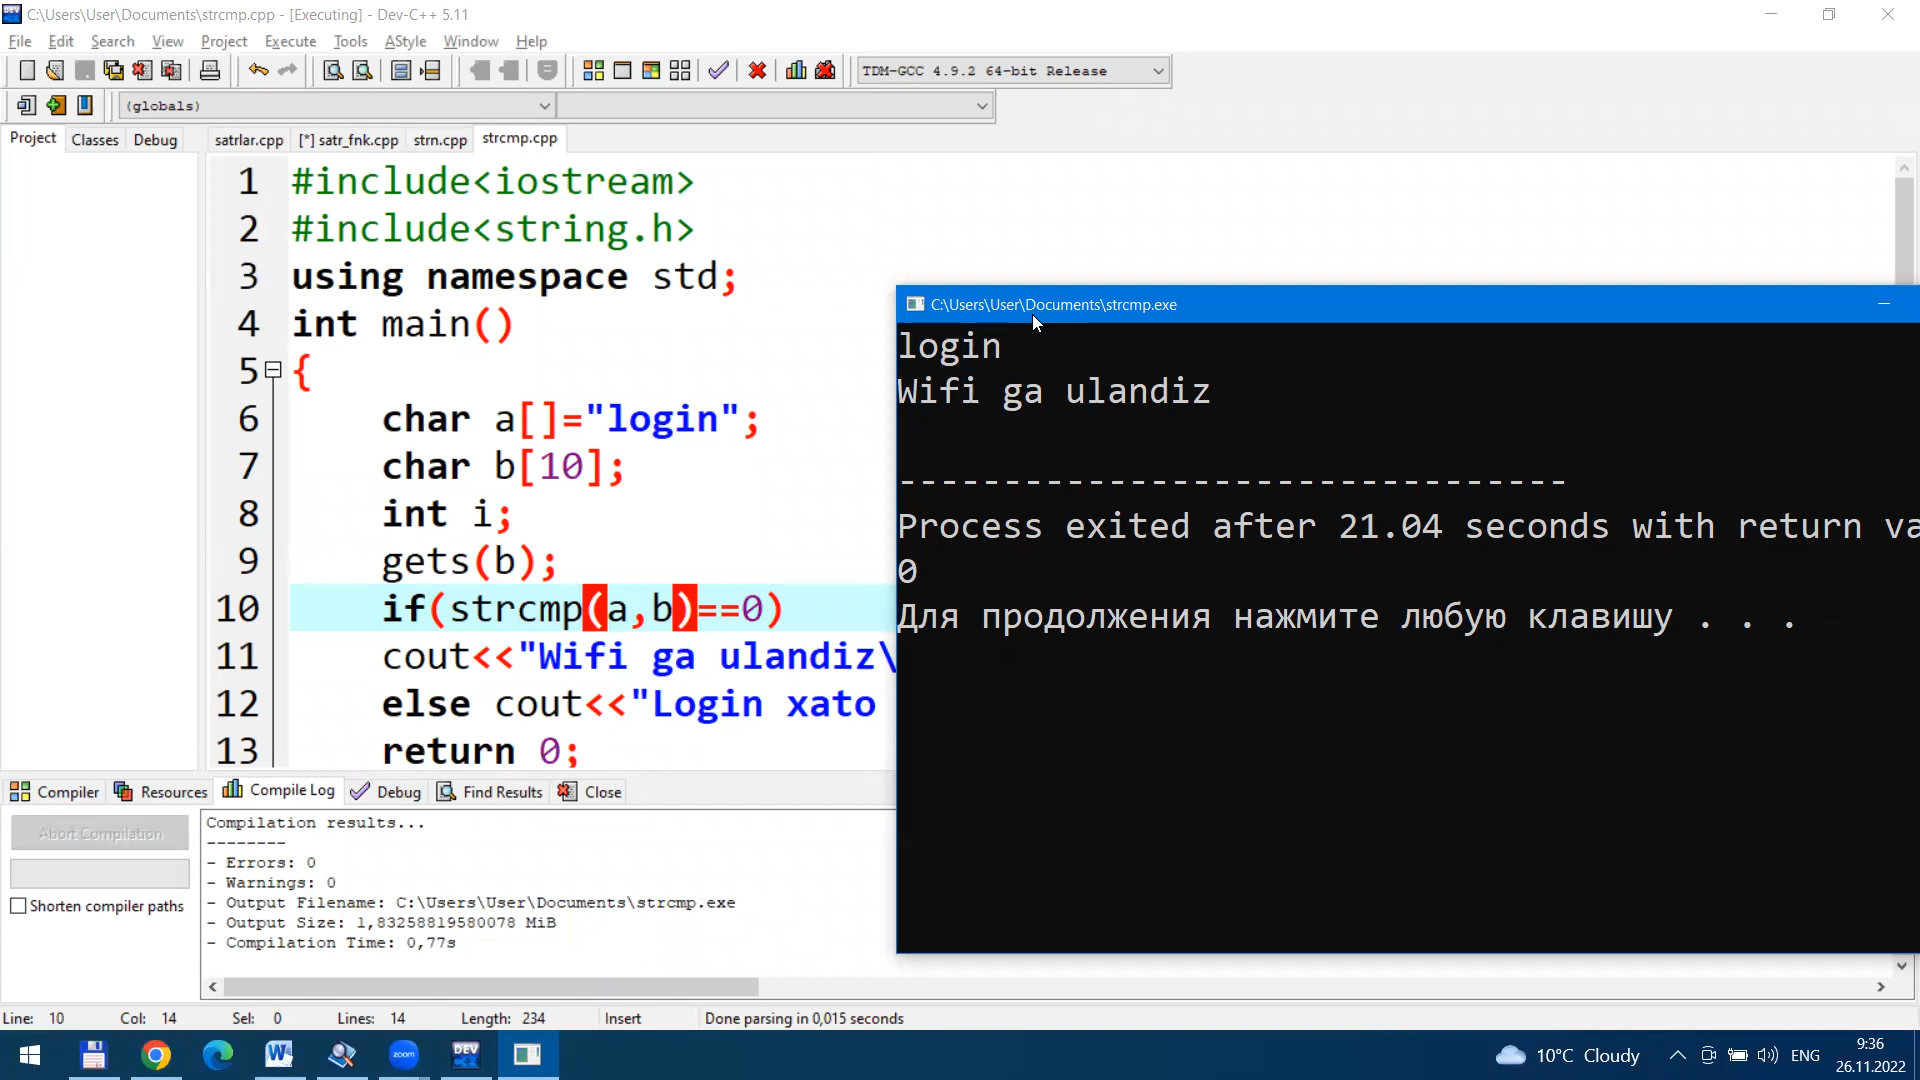 C:\Users\User\Documents\strcmp.cpp - [Executing] - Dev-C++ 5.11
File Edit Search View Project Execute Tools AStyle Window Help
TDM-GCC 4.9.2 64-bit Release
(globals)
Project Classes Debug
satrlar.cpp [*] satr_fnk.cpp strn.cpp strcmp.cpp
1 #include<iostream>
2 #include<string.h>
3 using namespace std;
4 int main()
5 {
6 char a[]="login";
7 char b[10];
8 int i;
9 gets(b);
10 if(strcmp(a,b)==0)
11 cout<<"Wifi ga ulandiz\
12 else cout<<"Login xato
13 return 0;
C:\Users\User\Documents\strcmp.exe
login
Wifi ga ulandiz
--------------------------------
Process exited after 21.04 seconds with return va
0
Для продолжения нажмите любую клавишу . . .
Compiler Resources Compile Log Debug Find Results Close
Abort Compilation
Shorten compiler paths
Compilation results...
--------
- Errors: 0
- Warnings: 0
- Output Filename: C:\Users\User\Documents\strcmp.exe
- Output Size: 1,83258819580078 MiB
- Compilation Time: 0,77s
Line: 10 Col: 14 Sel: 0 Lines: 14 Length: 234 Insert Done parsing in 0,015 seconds
zoom
DEV
10°C Cloudy
ENG
9:36
26.11.2022